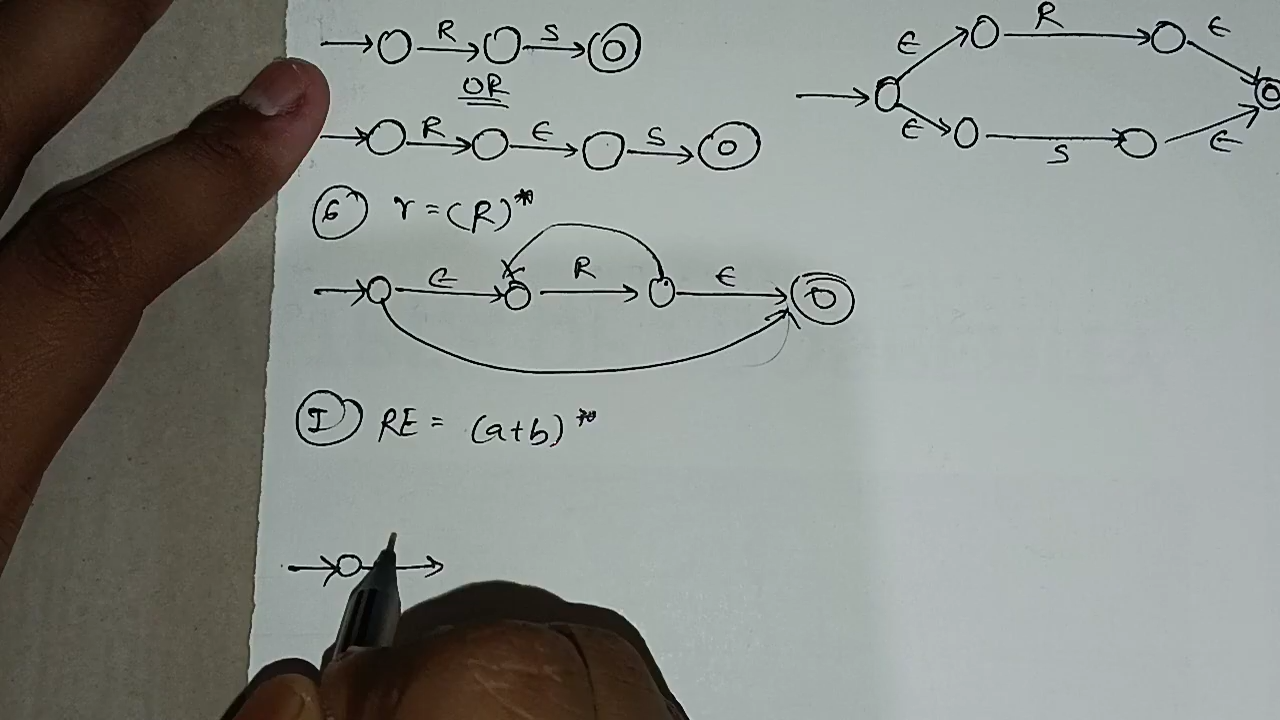 R S
OR
R ϵ S
ϵ R ϵ
ϵ S ϵ
6 r = (R)*
ϵ R ϵ
I RE = (a+b)*